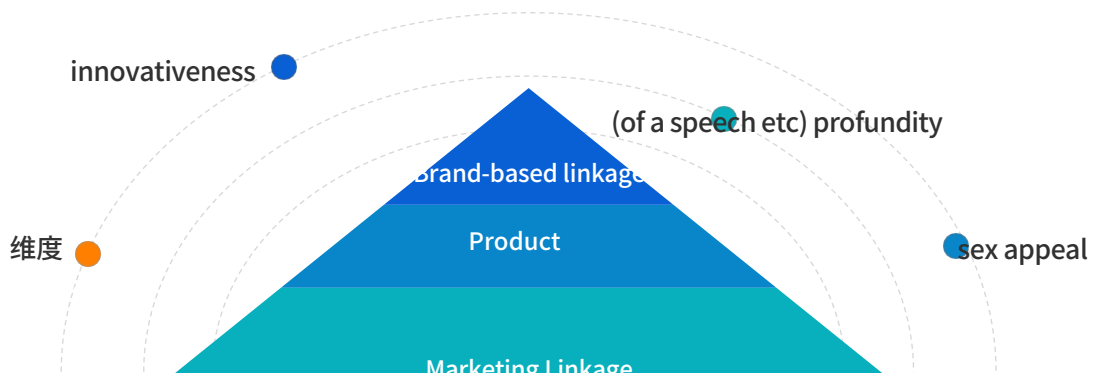 innovativeness
(of a speech etc) profundity
Brand-based linkage
Product
维度
sex appeal
Marketing Linkage